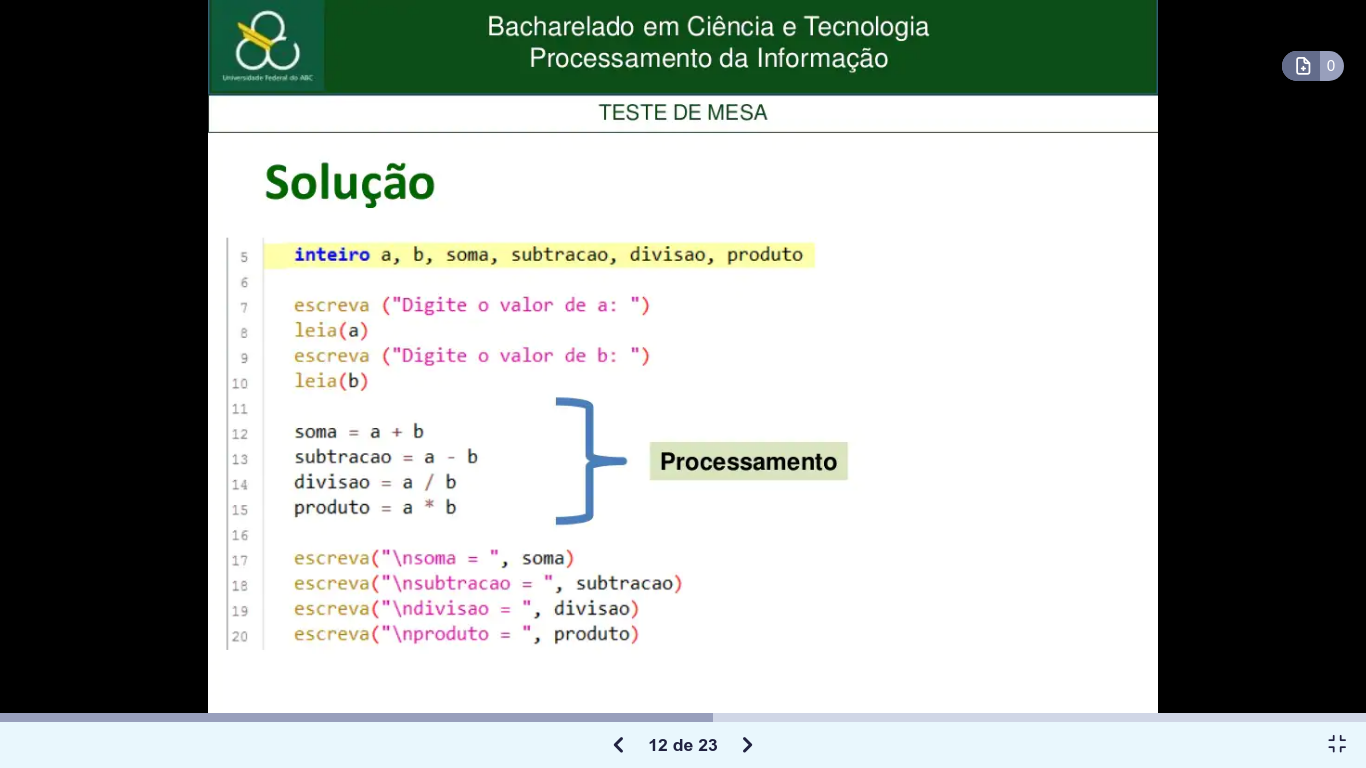 Bacharelado em Ciência e Tecnologia
Processamento da Informação
Universidade Federal do ABC
0
TESTE DE MESA
Solução
5 inteiro a, b, soma, subtracao, divisao, produto
6
7 escreva ("Digite o valor de a: ")
8 leia(a)
9 escreva ("Digite o valor de b: ")
10 leia(b)
11
12 soma = a + b
13 subtracao = a - b
14 divisao = a / b
15 produto = a * b
Processamento
16
17 escreva("\nsoma = ", soma)
18 escreva("\nsubtracao = ", subtracao)
19 escreva("\ndivisao = ", divisao)
20 escreva("\nproduto = ", produto)
12 de 23